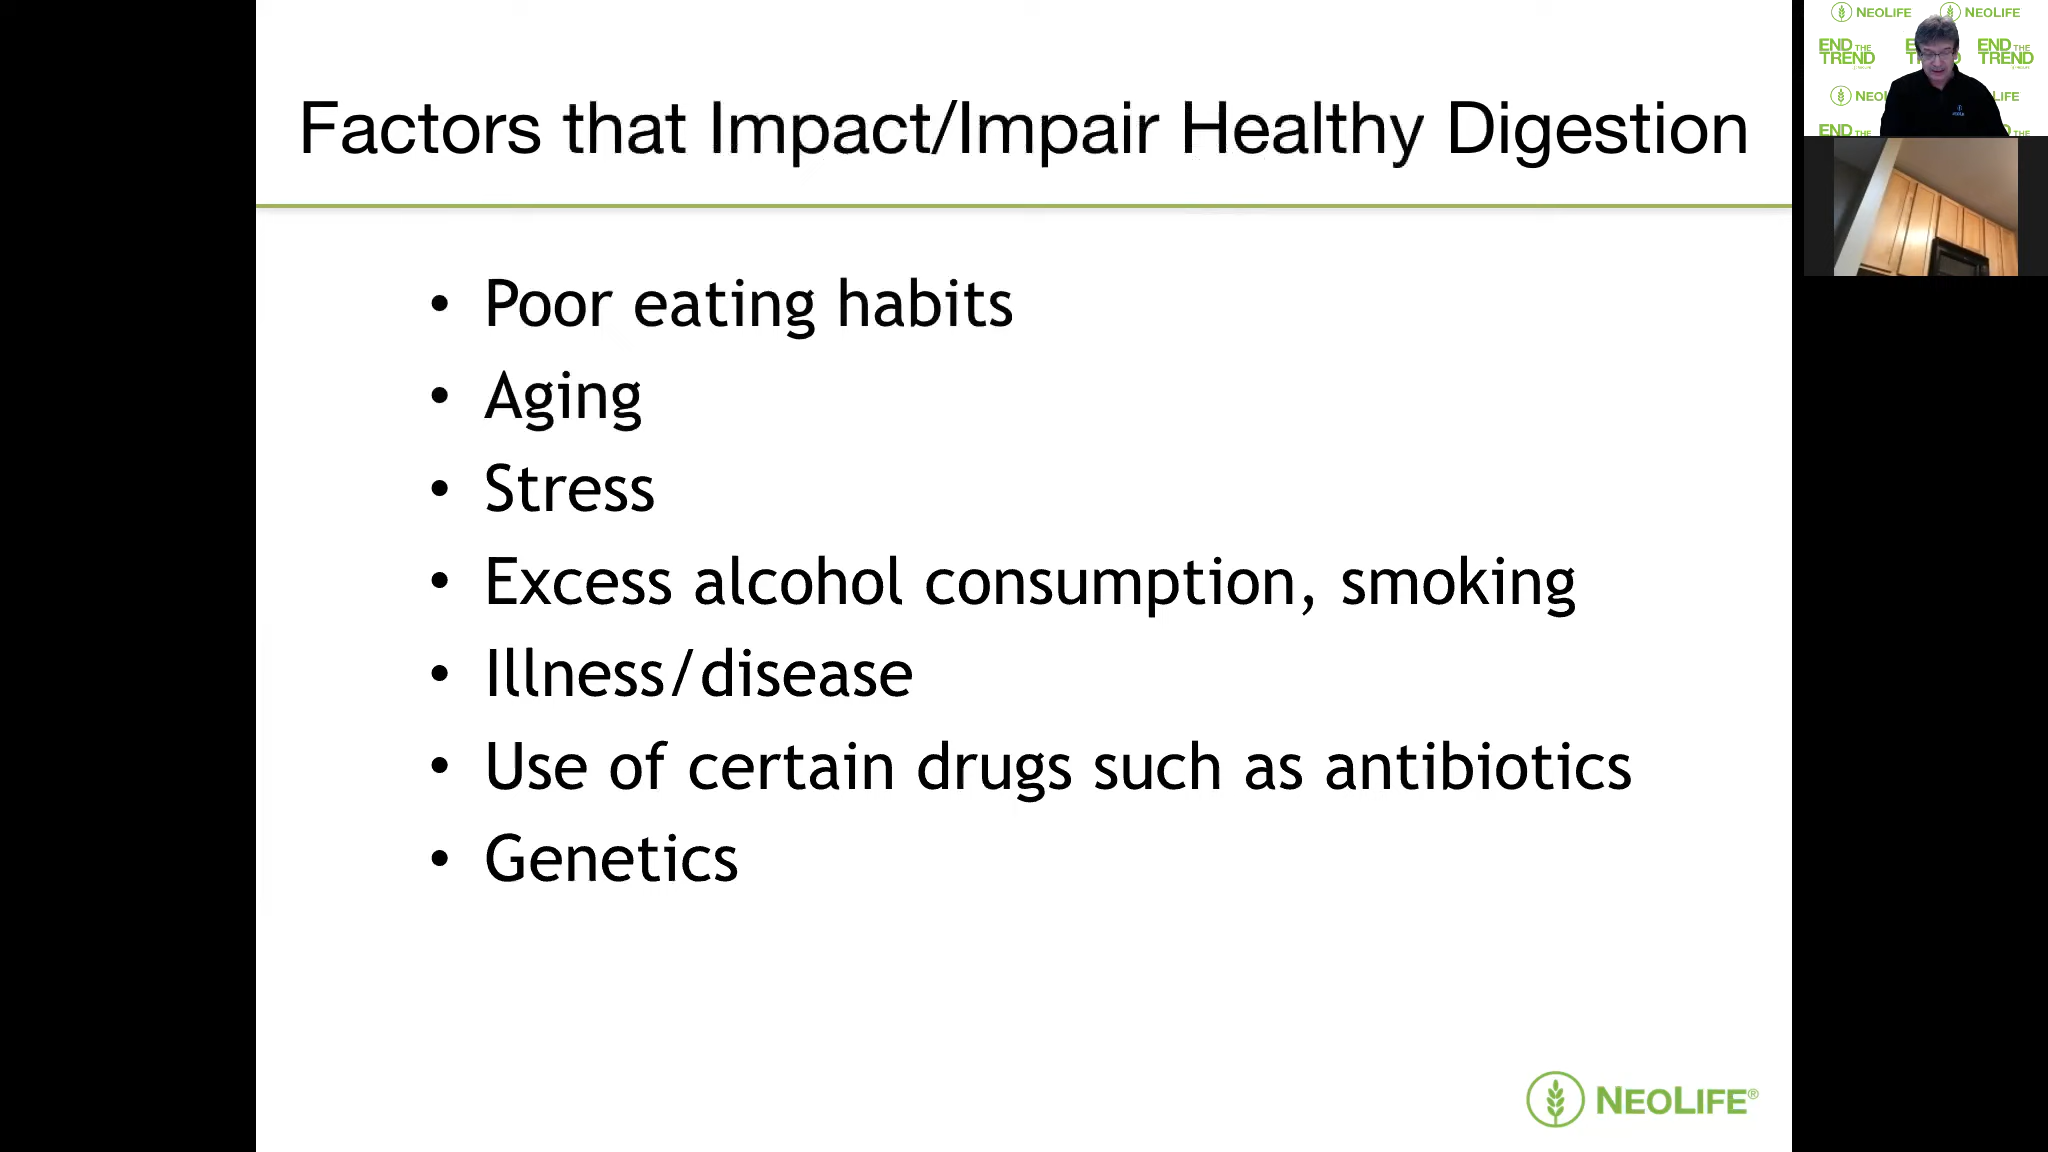 Factors that Impact/Impair Healthy Digestion
• Poor eating habits
• Aging
• Stress
• Excess alcohol consumption, smoking
• Illness/disease
• Use of certain drugs such as antibiotics
• Genetics
NEOLIFE®
NEOLIFE NEOLIFE
END THE TREND
END THE TREND